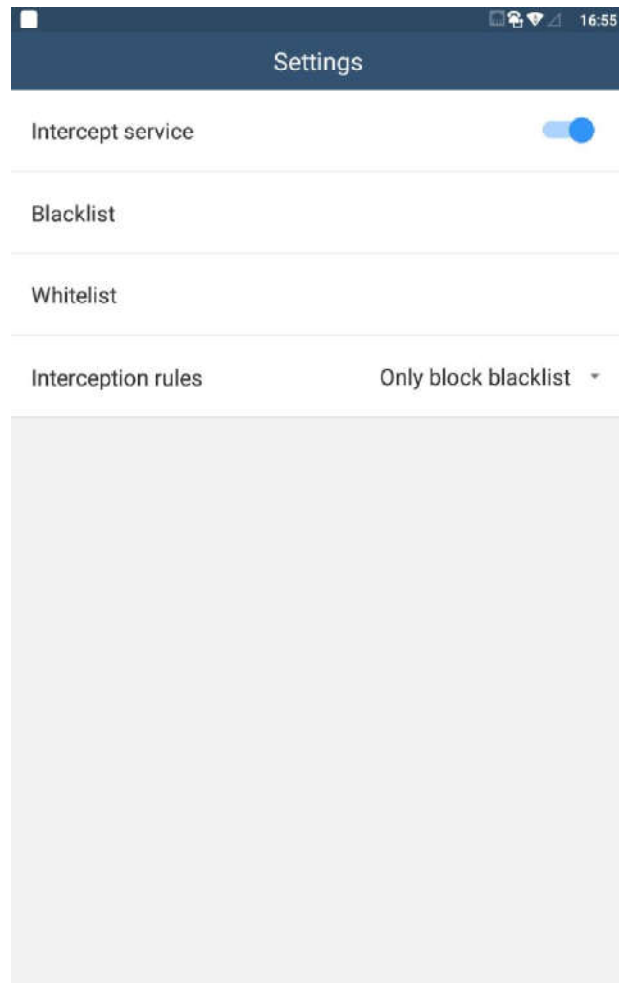 16:55
Settings
Intercept service
Blacklist
Whitelist
Interception rules Only block blacklist